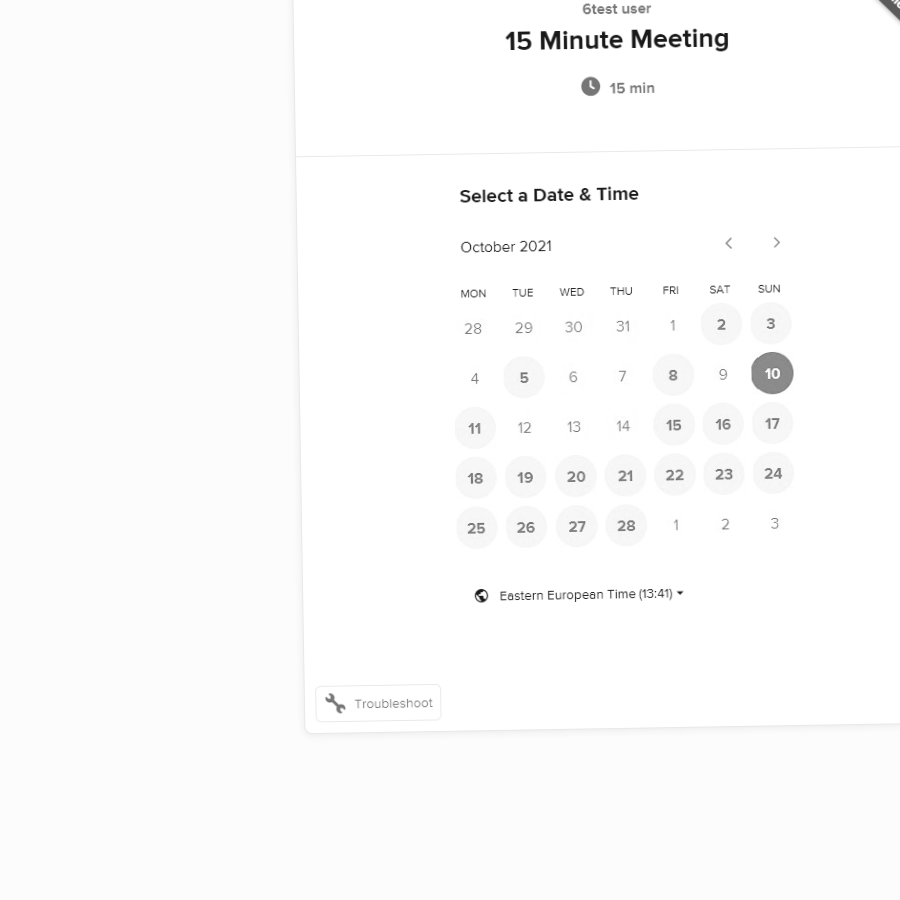 6test user
15 Minute Meeting
15 min
Select a Date & Time
October 2021
MON TUE WED THU FRI SAT SUN
28 29 30 31 1 2 3
4 5 6 7 8 9 10
11 12 13 14 15 16 17
18 19 20 21 22 23 24
25 26 27 28 1 2 3
Eastern European Time (13:41)
Troubleshoot